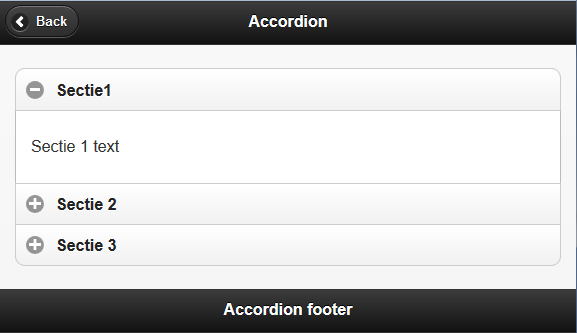 Back
Accordion
Sectie1
Sectie 1 text
Sectie 2
Sectie 3
Accordion footer